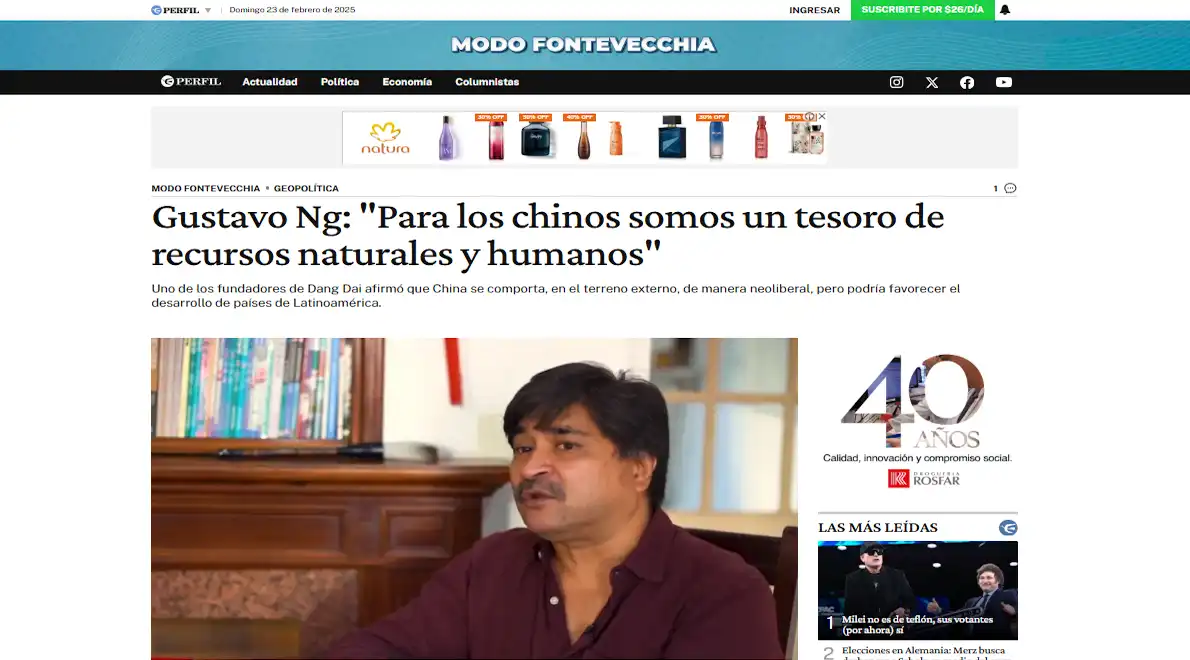 PERFIL
Domingo 23 de febrero de 2025
INGRESAR
SUSCRIBITE POR $26/DÍA
MODO FONTEVECCHIA
PERFIL
Actualidad
Política
Economía
Columnistas
natura
30% OFF
30% OFF
40% OFF
30% OFF
30%
MODO FONTEVECCHIA • GEOPOLÍTICA
1
Gustavo Ng: "Para los chinos somos un tesoro de
recursos naturales y humanos"
Uno de los fundadores de Dang Dai afirmó que China se comporta, en el terreno externo, de manera neoliberal, pero podría favorecer el
desarrollo de países de Latinoamérica.
40
AÑOS
Calidad, innovación y compromiso social.
DROGUERIA
ROSFAR
LAS MÁS LEÍDAS
1
Milei no es de teflón, sus votantes
(por ahora) sí
2
Elecciones en Alemania: Merz busca